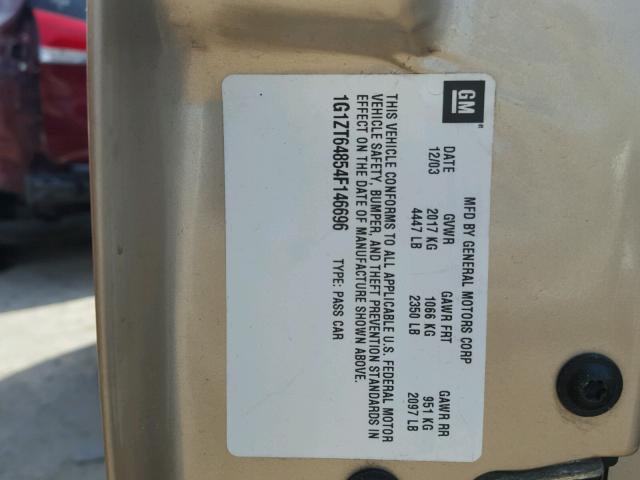 GM
MFD BY GENERAL MOTORS CORP
DATE GVWR GAWR FRT GAWR RR
12/03 2017 KG 1066 KG 951 KG
4447 LB 2350 LB 2097 LB
THIS VEHICLE CONFORMS TO ALL APPLICABLE U.S. FEDERAL MOTOR
VEHICLE SAFETY, BUMPER, AND THEFT PREVENTION STANDARDS IN
EFFECT ON THE DATE OF MANUFACTURE SHOWN ABOVE.
1G1ZT64854F146696 TYPE: PASS CAR